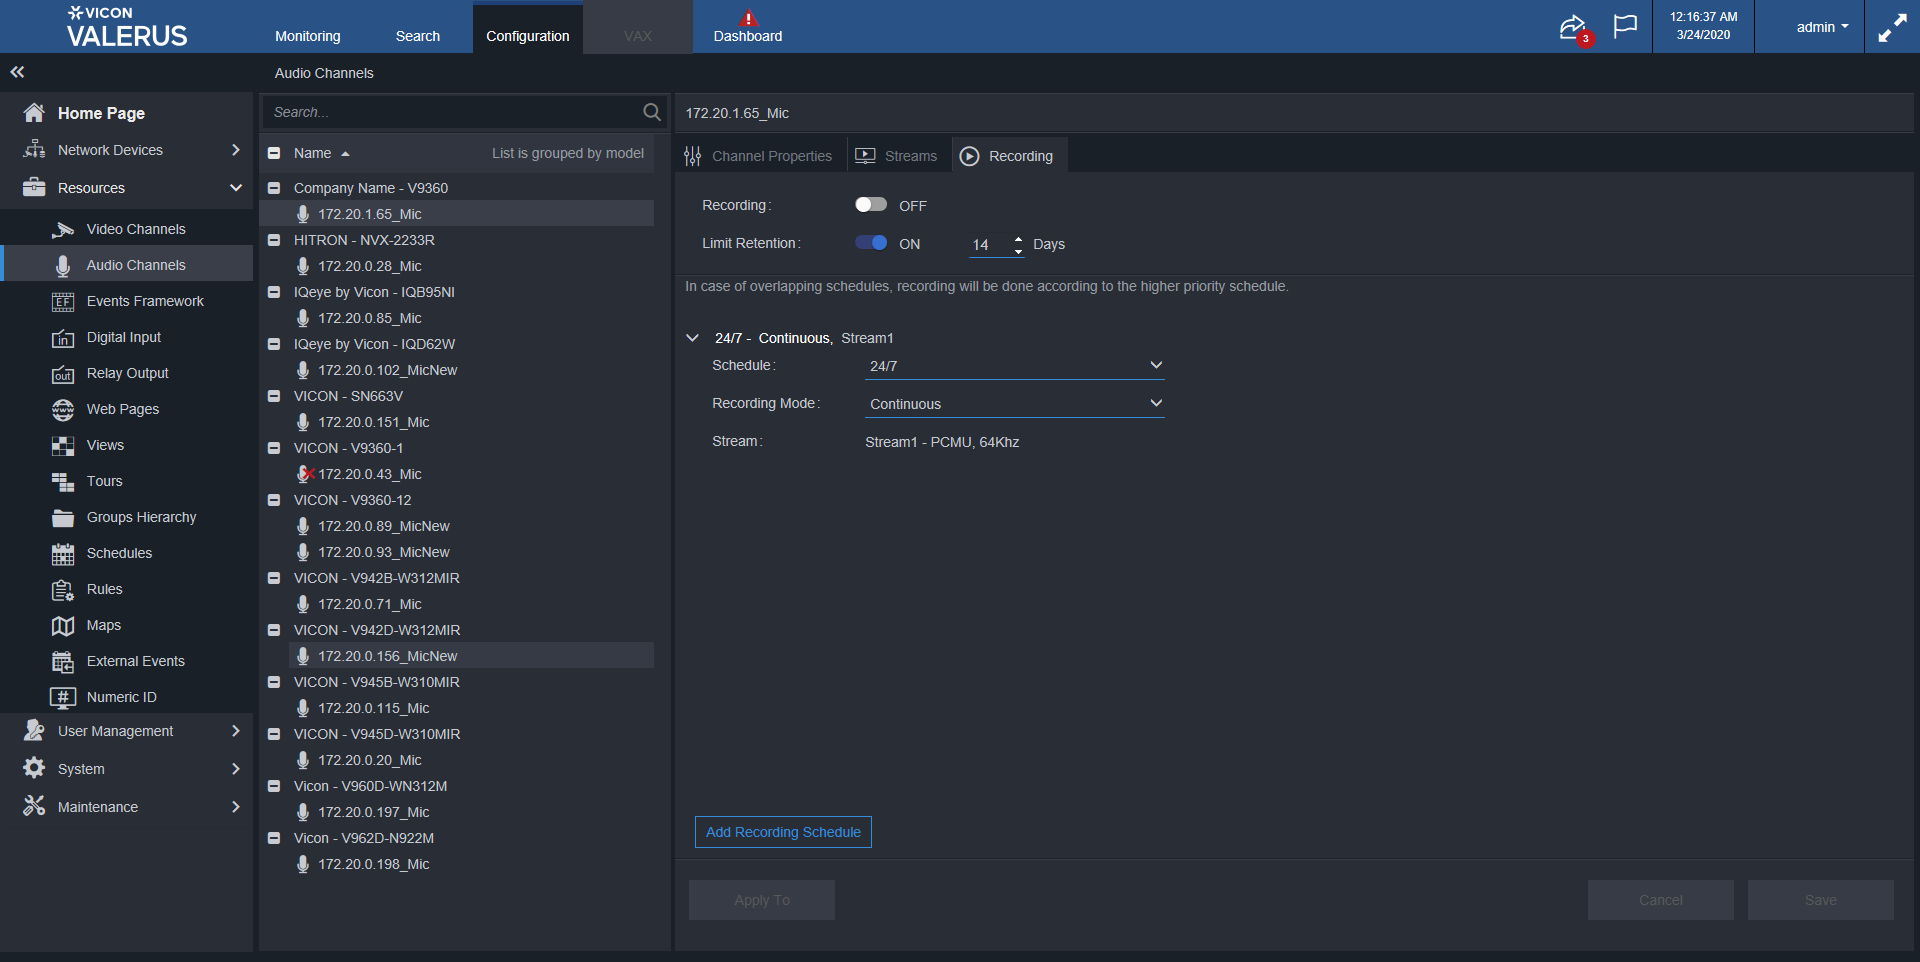 VICON
VALERUS
Monitoring
Search
Configuration
VAX
Dashboard
3
12:16:37 AM
3/24/2020
admin
Audio Channels
Home Page
Network Devices
Resources
Video Channels
Audio Channels
EF
Events Framework
in
Digital Input
out
Relay Output
www
Web Pages
Views
Tours
Groups Hierarchy
Schedules
Rules
Maps
External Events
#
Numeric ID
User Management
System
Maintenance
Search...
Name
List is grouped by model
Company Name - V9360
172.20.1.65_Mic
HITRON - NVX-2233R
172.20.0.28_Mic
IQeye by Vicon - IQB95NI
172.20.0.85_Mic
IQeye by Vicon - IQD62W
172.20.0.102_MicNew
VICON - SN663V
172.20.0.151_Mic
VICON - V9360-1
172.20.0.43_Mic
VICON - V9360-12
172.20.0.89_MicNew
172.20.0.93_MicNew
VICON - V942B-W312MIR
172.20.0.71_Mic
VICON - V942D-W312MIR
172.20.0.156_MicNew
VICON - V945B-W310MIR
172.20.0.115_Mic
VICON - V945D-W310MIR
172.20.0.20_Mic
Vicon - V960D-WN312M
172.20.0.197_Mic
Vicon - V962D-N922M
172.20.0.198_Mic
172.20.1.65_Mic
Channel Properties
Streams
Recording
Recording: OFF
Limit Retention: ON 14 Days
In case of overlapping schedules, recording will be done according to the higher priority schedule.
24/7 - Continuous, Stream1
Schedule: 24/7
Recording Mode: Continuous
Stream: Stream1 - PCMU, 64Khz
Add Recording Schedule
Apply To
Cancel
Save